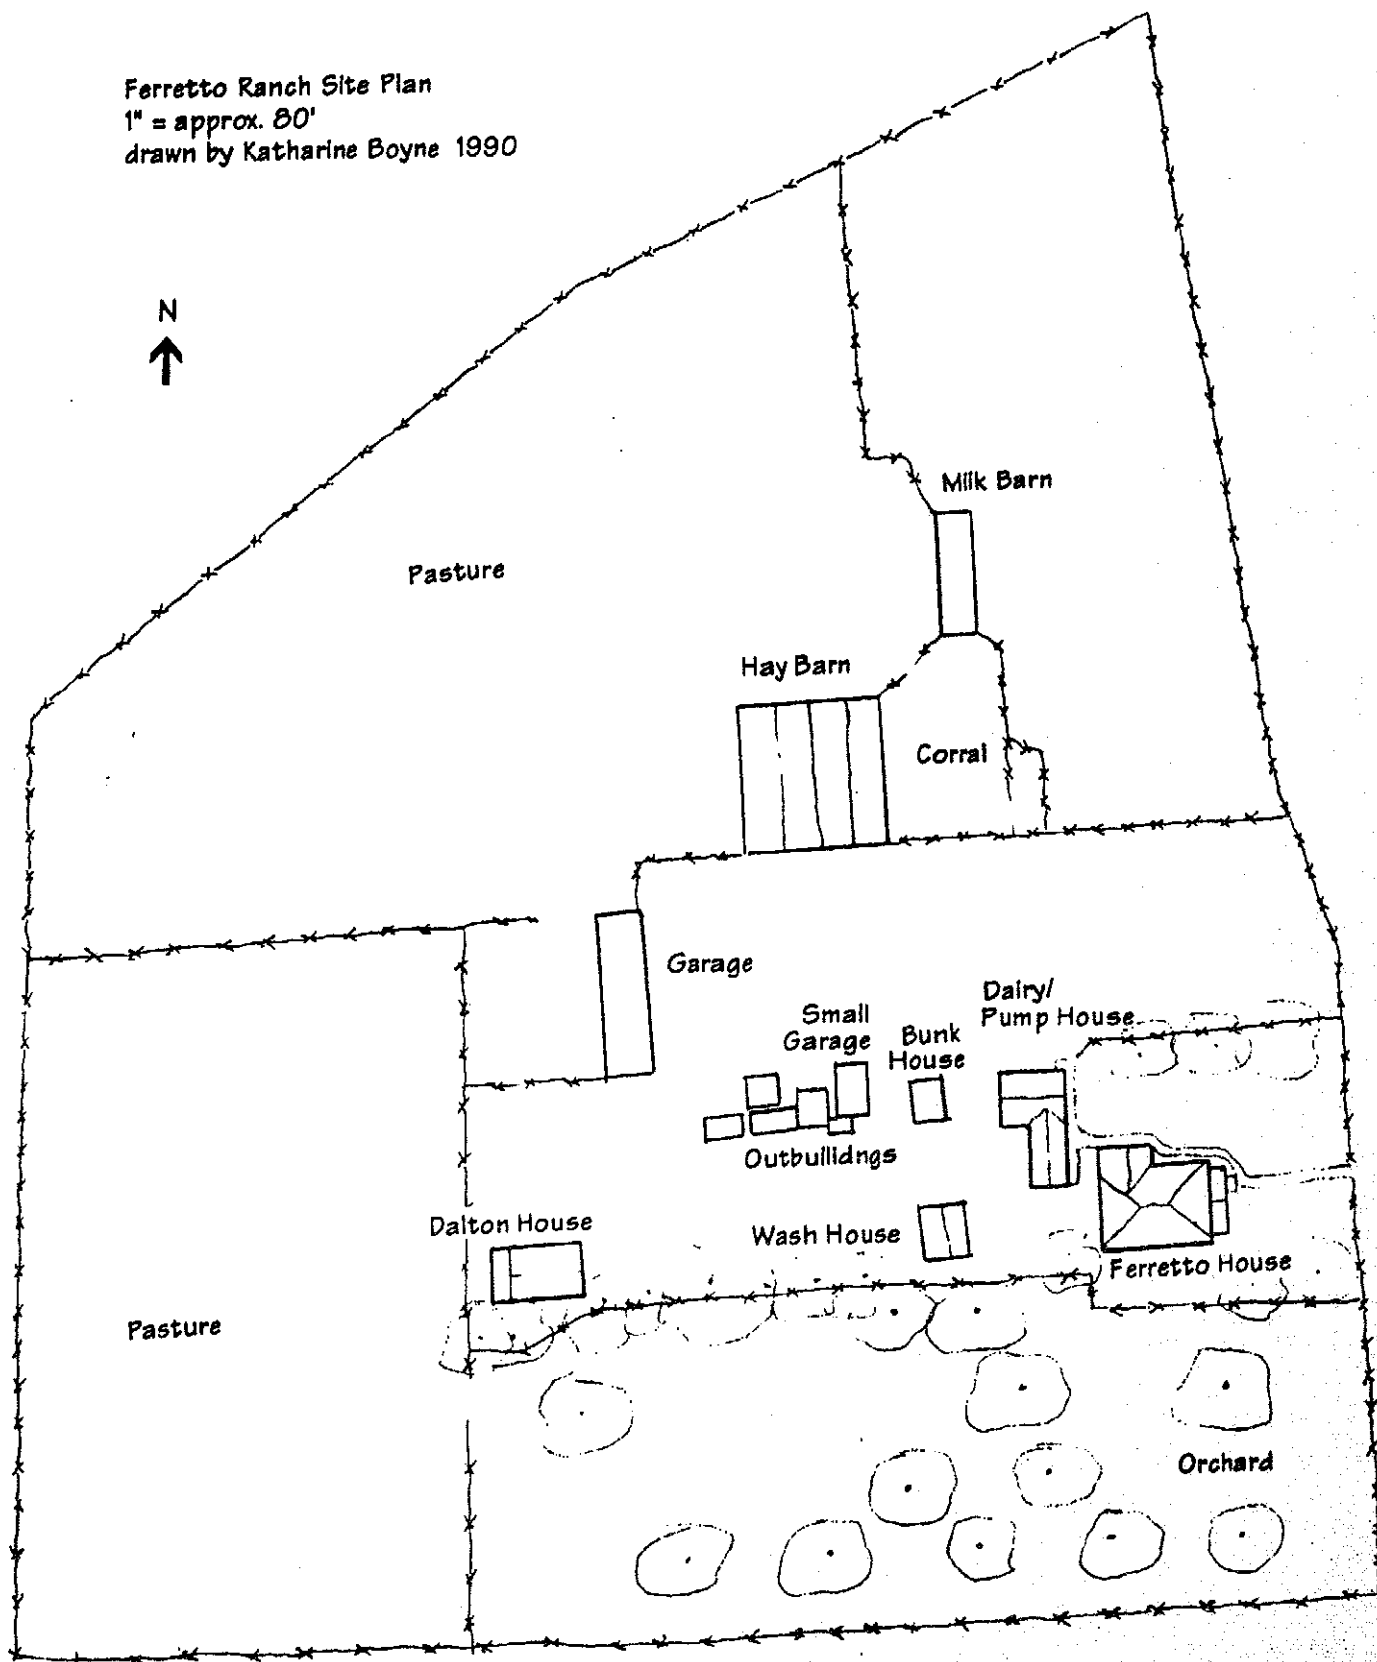 Ferretto Ranch Site Plan
1" = approx. 80'
drawn by Katharine Boyne 1990
N
Milk Barn
Pasture
Hay Barn
Corral
Garage
Dairy/
Pump House
Small
Garage
Bunk
House
Outbuilidngs
Dalton House
Wash House
Ferretto House
Pasture
Orchard